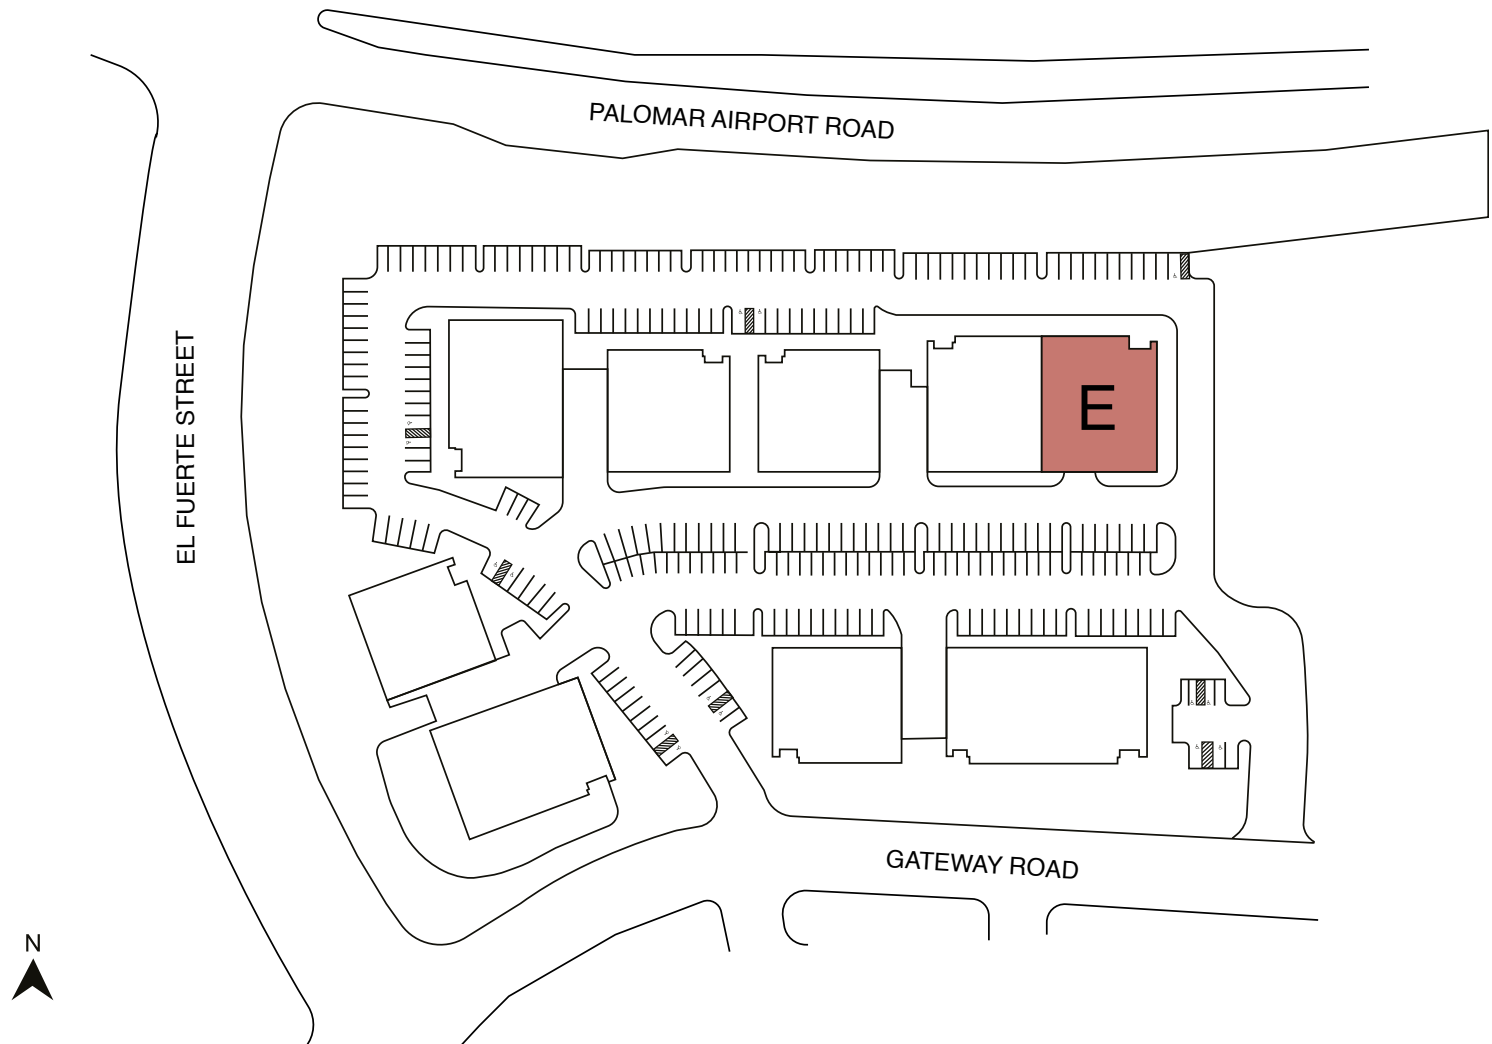 PALOMAR AIRPORT ROAD
EL FUERTE STREET
E
GATEWAY ROAD
N